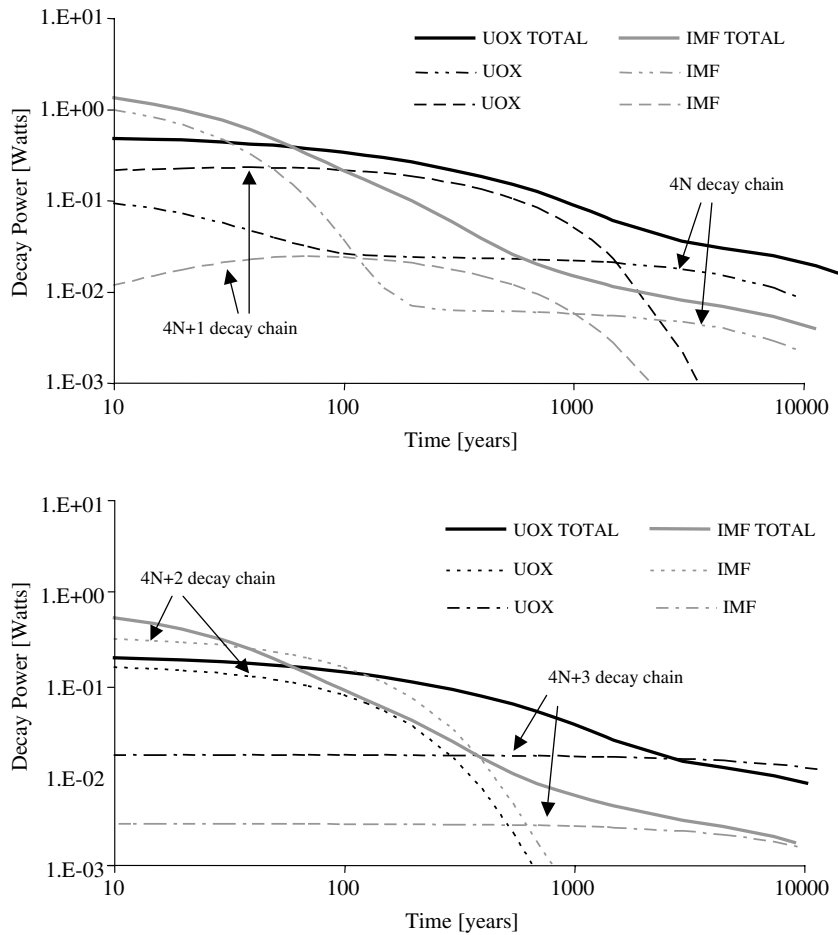 1.E+01
UOX TOTAL IMF TOTAL
UOX IMF
1.E+00
UOX IMF
4N decay chain
1.E-01
1.E-02
4N+1 decay chain
1.E-03
10 100 1000 10000
Decay Power [Watts]
Time [years]
1.E+01
UOX TOTAL IMF TOTAL
UOX IMF
4N+2 decay chain
1.E+00
UOX IMF
4N+3 decay chain
1.E-01
1.E-02
1.E-03
10 100 1000 10000
Decay Power [Watts]
Time [years]